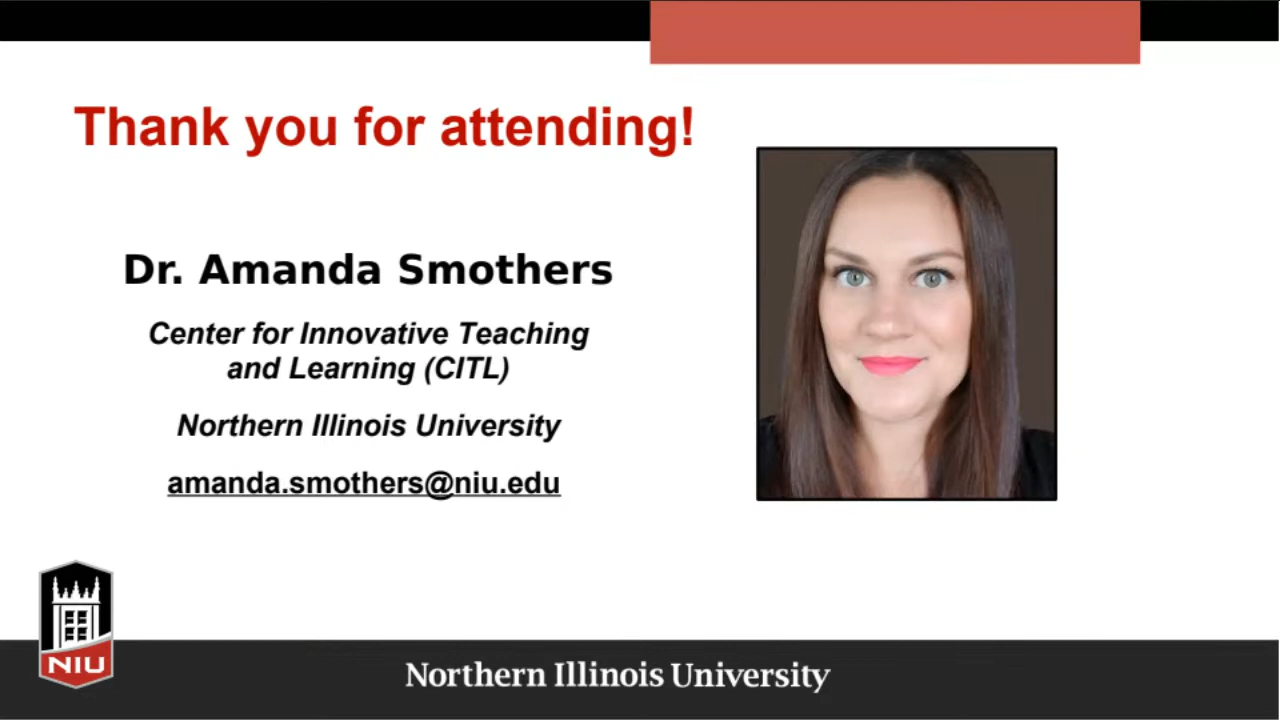 Thank you for attending!
Dr. Amanda Smothers
Center for Innovative Teaching
and Learning (CITL)
Northern Illinois University
amanda.smothers@niu.edu
NIU
Northern Illinois University